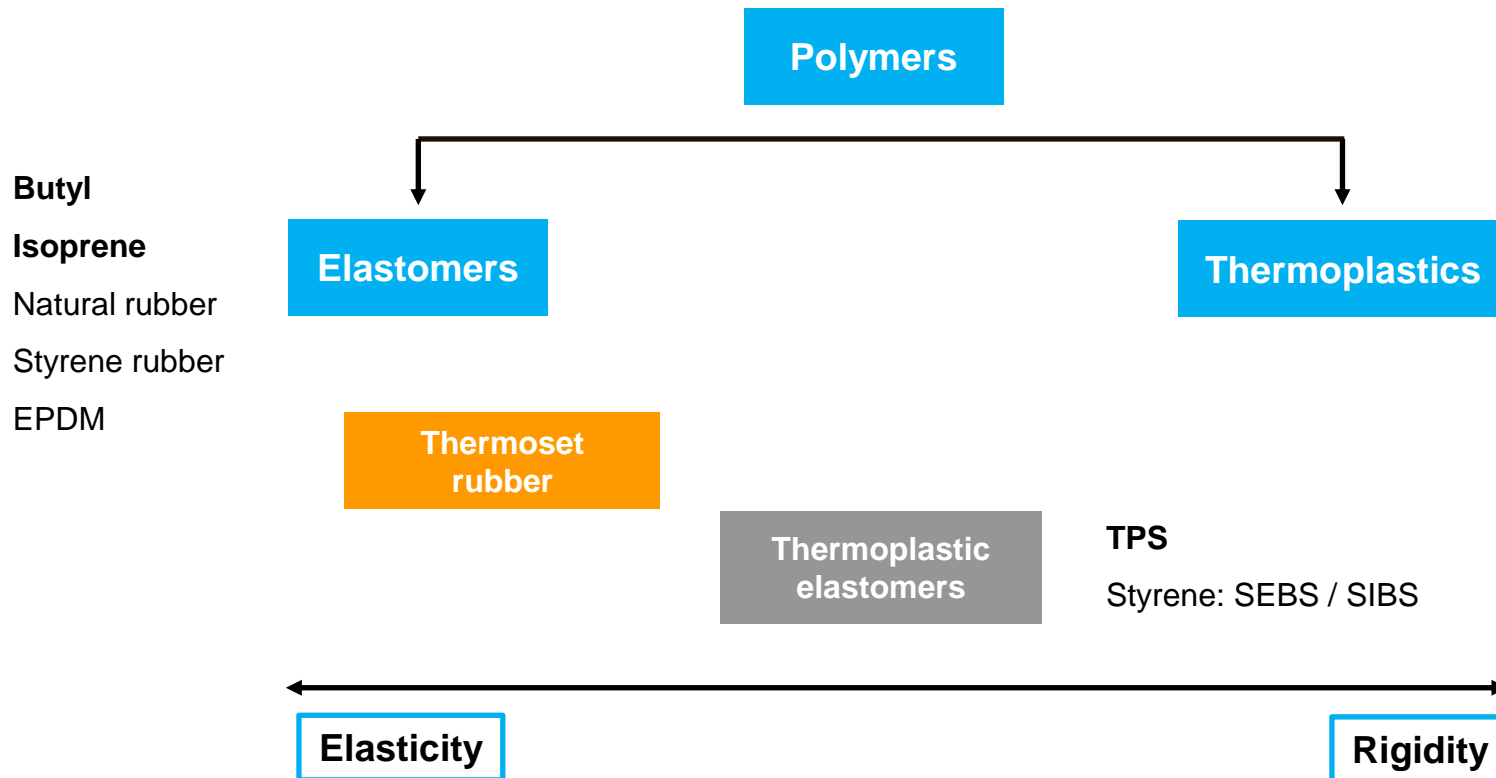 Polymers
Butyl
Isoprene
Natural rubber
Styrene rubber
EPDM
Elastomers
Thermoplastics
Thermoset
rubber
Thermoplastic
elastomers
TPS
Styrene: SEBS / SIBS
Elasticity
Rigidity